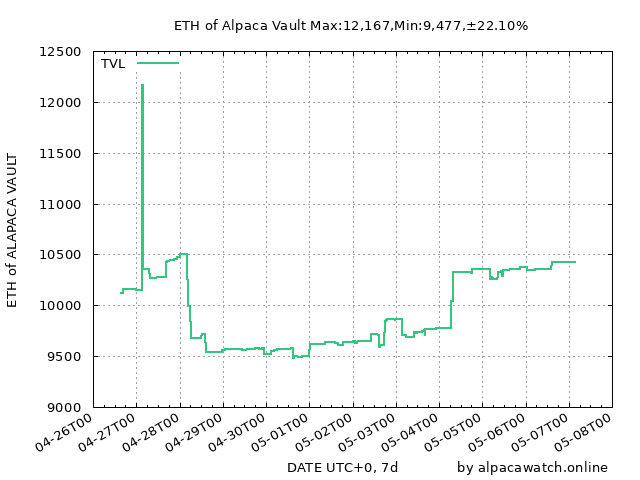 ETH of Alpaca Vault Max:12,167,Min:9,477,±22.10%
TVL
ETH of ALAPACA VAULT
12500
12000
11500
11000
10500
10000
9500
9000
04-26T00
04-27T00
04-28T00
04-29T00
04-30T00
05-01T00
05-02T00
05-03T00
05-04T00
05-05T00
05-06T00
05-07T00
05-08T00
DATE UTC+0, 7d
by alpacawatch.online